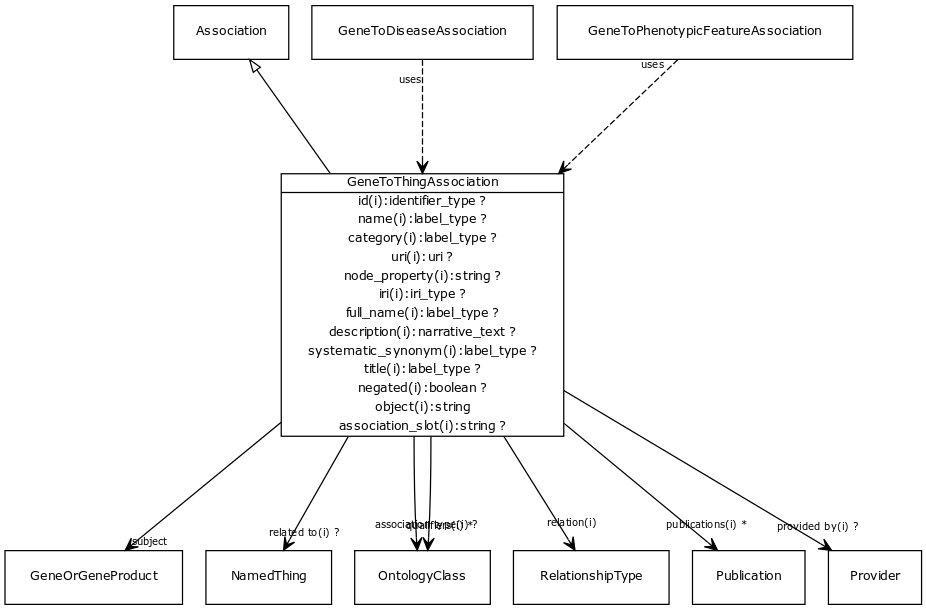 Association
GeneToDiseaseAssociation
GeneToPhenotypicFeatureAssociation
uses
uses
GeneToThingAssociation
id(i):identifier_type ?
name(i):label_type ?
category(i):label_type ?
uri(i):uri ?
node_property(i):string ?
iri(i):iri_type ?
full_name(i):label_type ?
description(i):narrative_text ?
systematic_synonym(i):label_type ?
title(i):label_type ?
negated(i):boolean ?
object(i):string
association_slot(i):string ?
subject
related to(i) ?
association type(i) ?
qualifiers(i) *
relation(i)
publications(i) *
provided by(i) ?
GeneOrGeneProduct
NamedThing
OntologyClass
RelationshipType
Publication
Provider